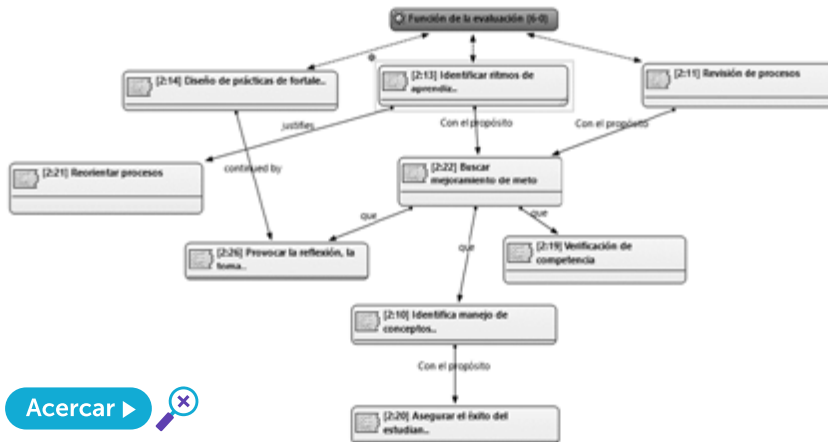 Función de la evaluación {6-0}
[2:14] Diseño de prácticas de fortale..
[2:13] Identificar ritmos de
aprendiz..
[2:11] Revisión de procesos
justifies
Con el propósito
Con el propósito
[2:21] Reorientar procesos
continued by
[2:22] Buscar
mejoramiento de meto
que
que
que
[2:26] Provocar la reflexión, la
toma..
[2:19] Verificación de
competencia
[2:10] Identifica manejo de
conceptos..
Con el propósito
Acercar
[2:20] Asegurar el éxito del
estudian..